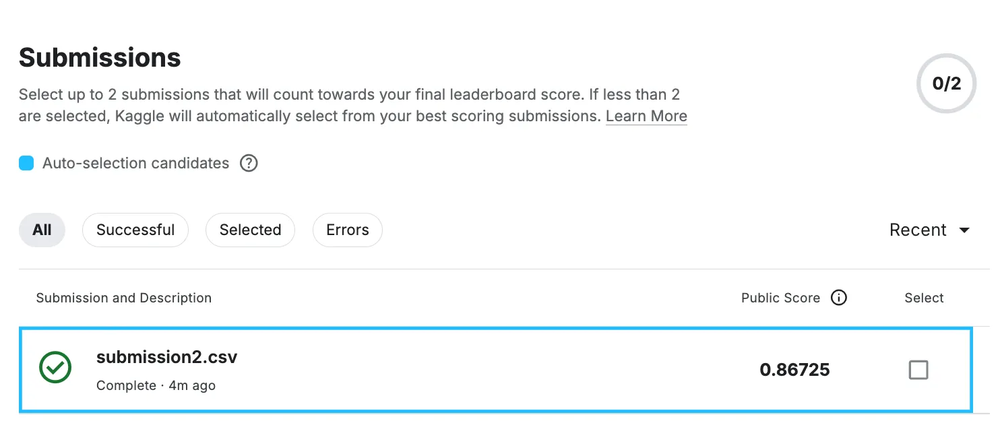 Submissions
Select up to 2 submissions that will count towards your final leaderboard score. If less than 2
are selected, Kaggle will automatically select from your best scoring submissions. Learn More
0/2
Auto-selection candidates ?
All Successful Selected Errors Recent
Submission and Description Public Score i Select
submission2.csv
Complete · 4m ago
0.86725